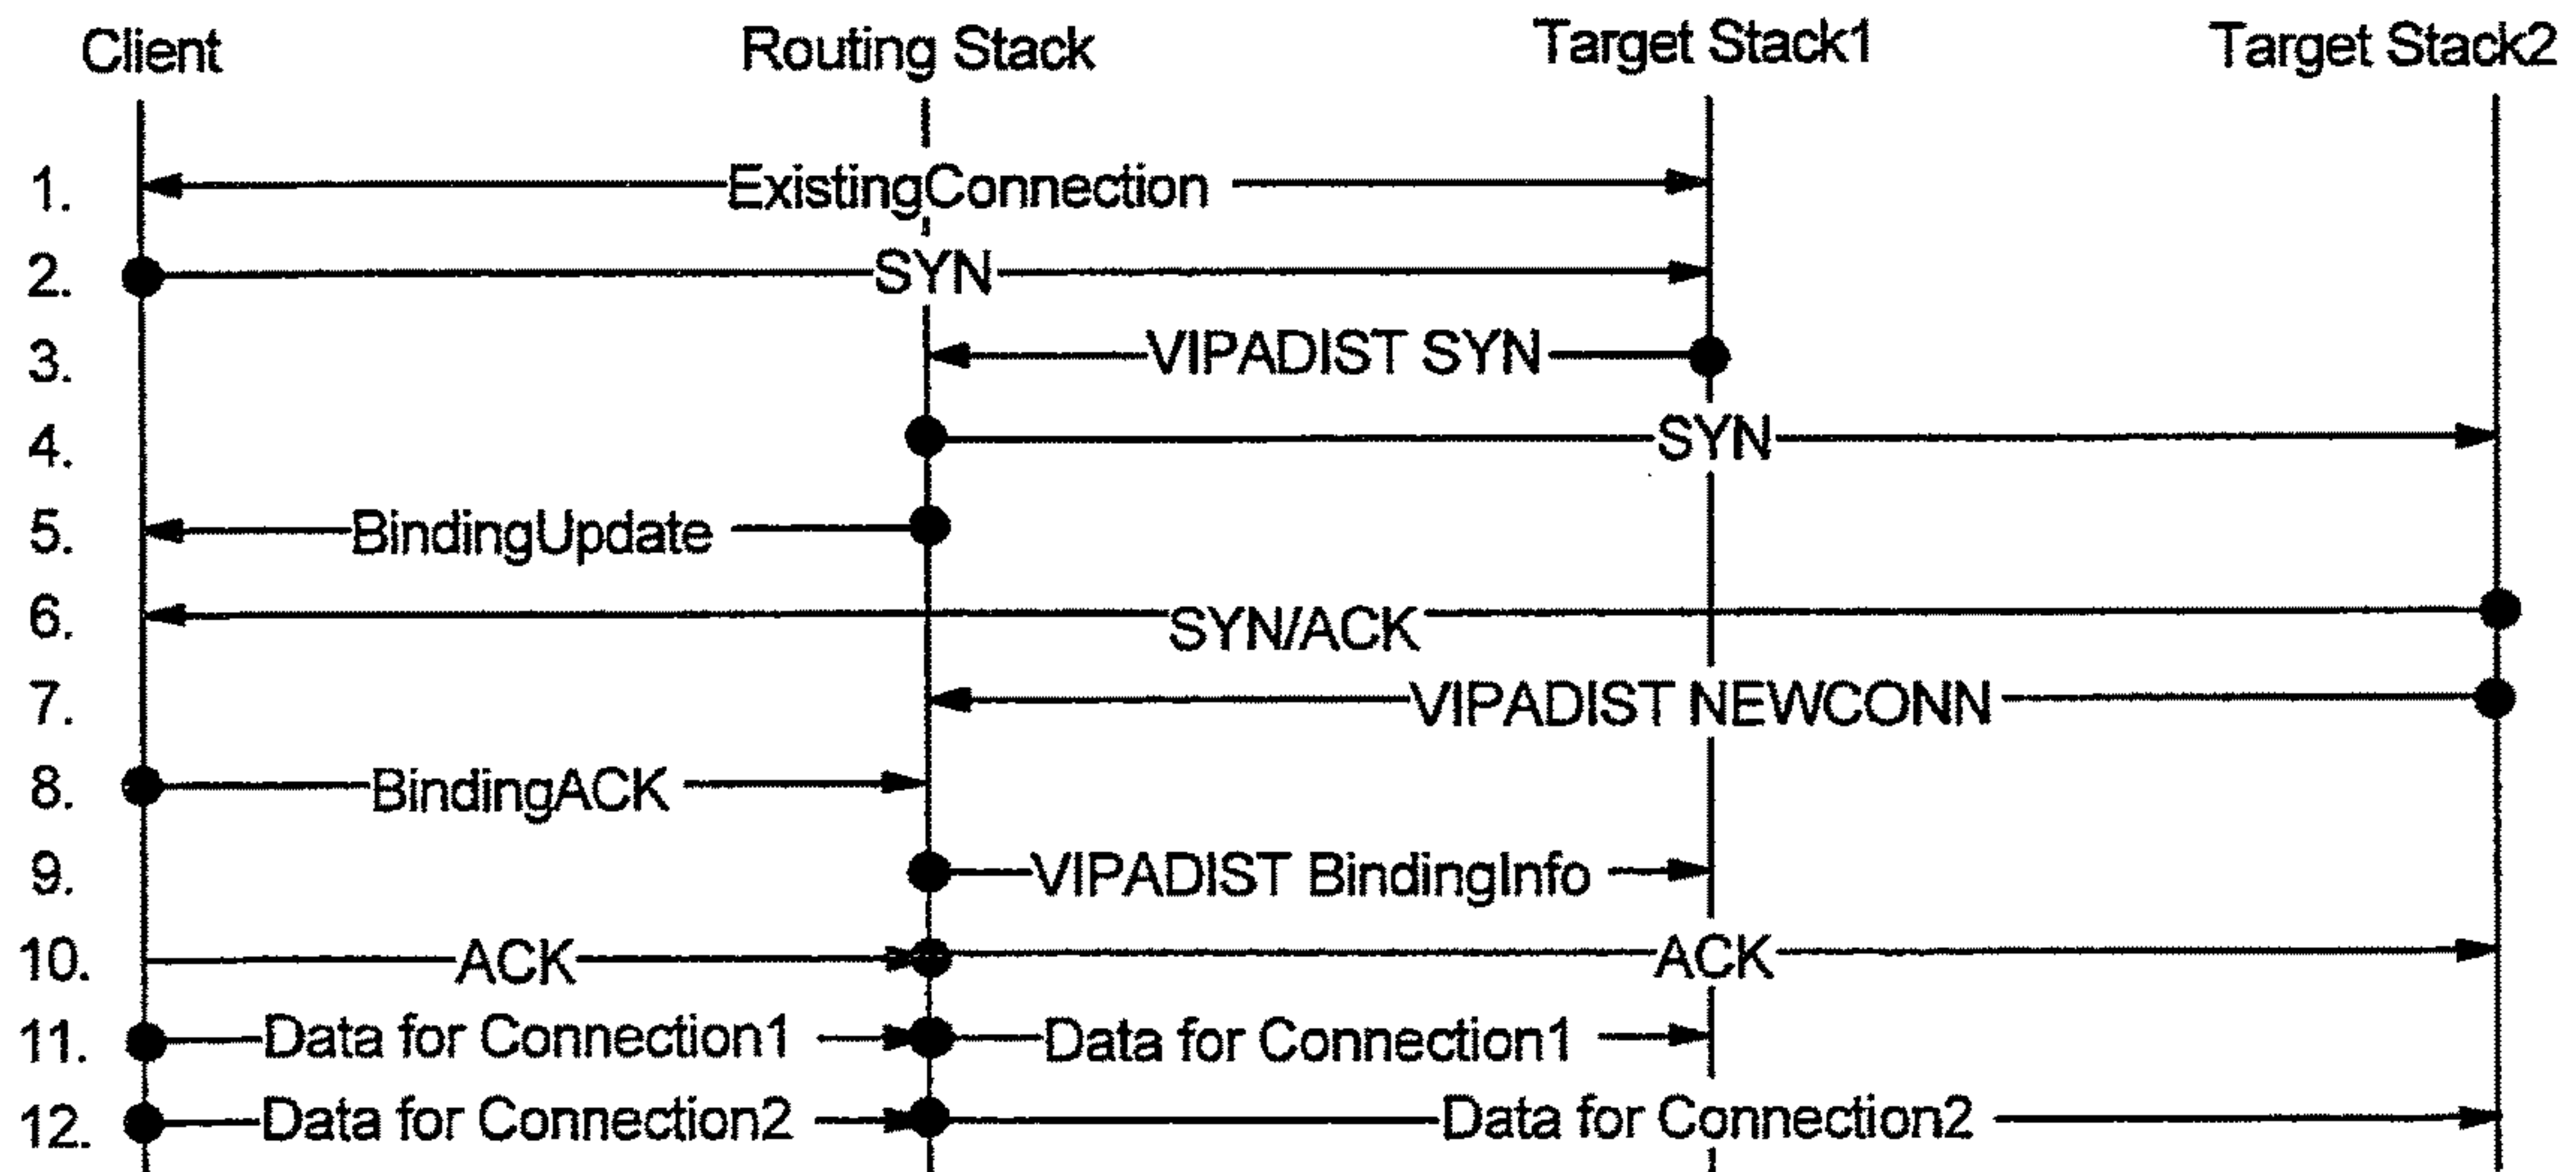 Client Routing Stack Target Stack1 Target Stack2
1. ExistingConnection
2. SYN
3. VIPADIST SYN
4. SYN
5. BindingUpdate
6. SYN/ACK
7. VIPADIST NEWCONN
8. BindingACK
9. VIPADIST BindingInfo
10. ACK ACK
11. Data for Connection1 Data for Connection1
12. Data for Connection2 Data for Connection2